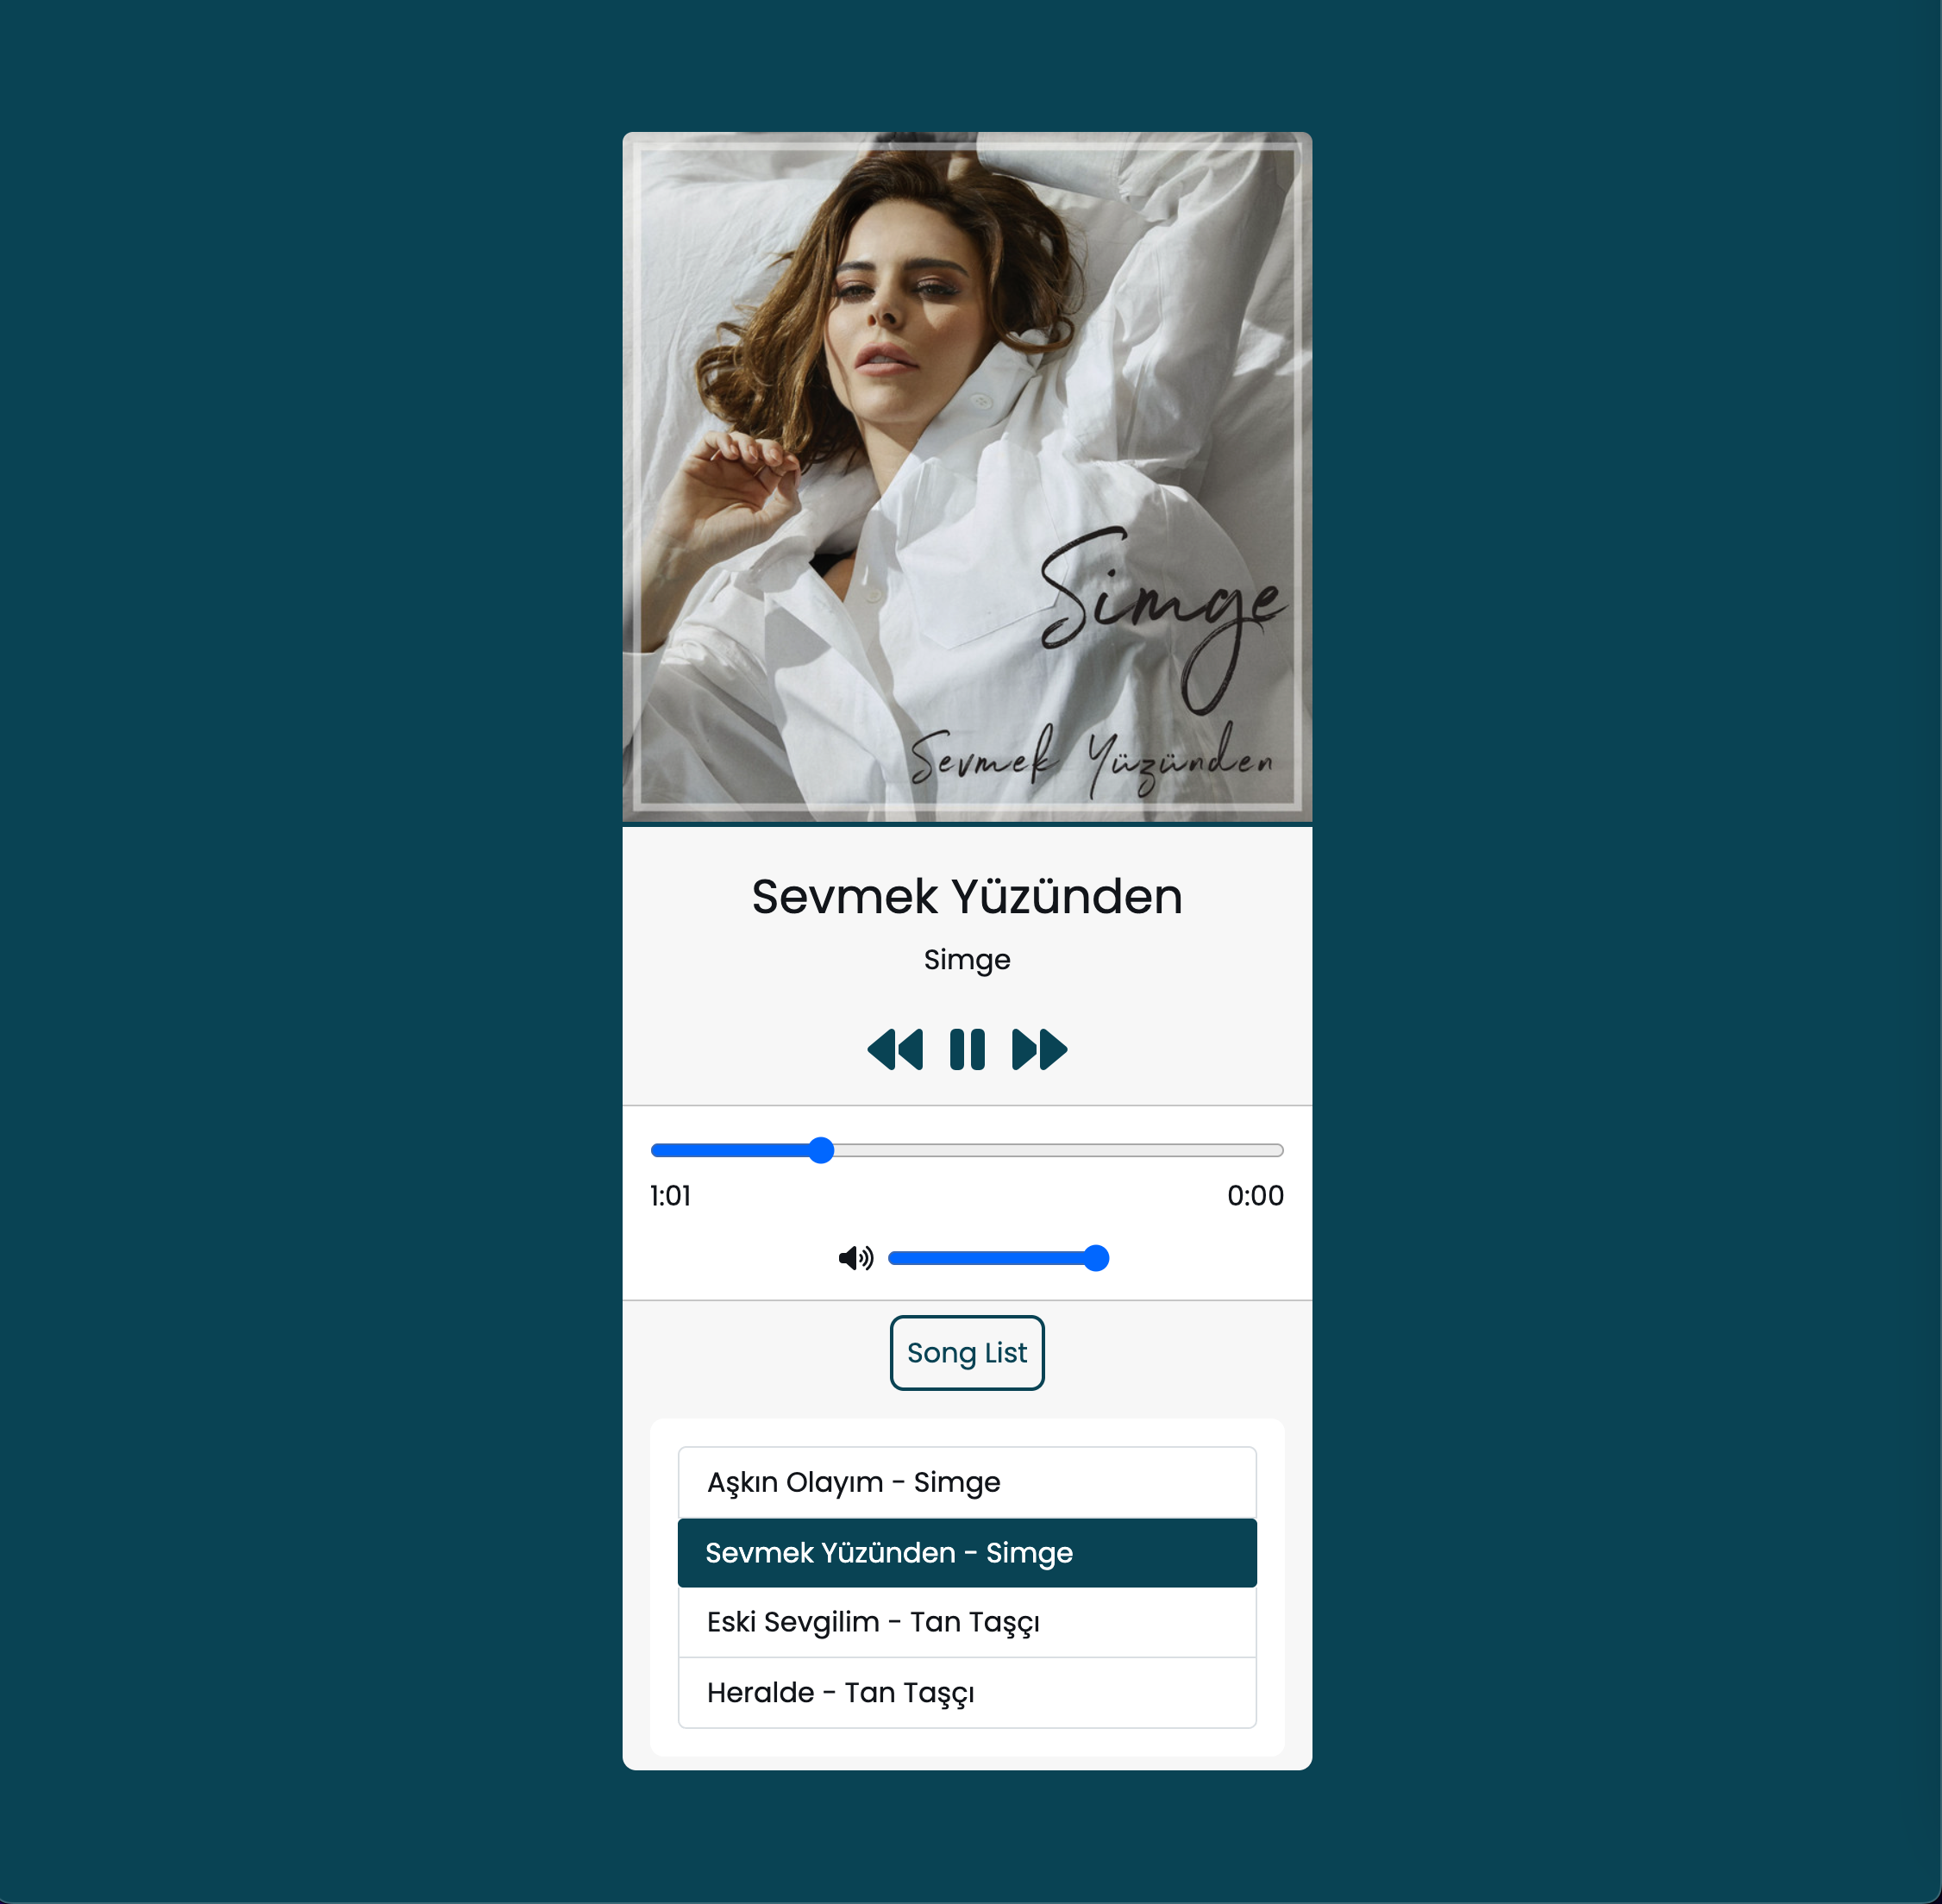 Simge
Sevmek Yüzünden
Sevmek Yüzünden
Simge
1:01 0:00
Song List
Aşkın Olayım - Simge
Sevmek Yüzünden - Simge
Eski Sevgilim - Tan Taşçı
Heralde - Tan Taşçı